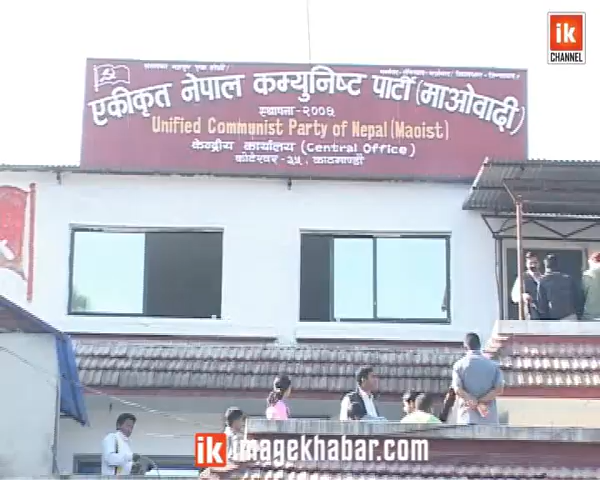 ik
CHANNEL
एकीकृत नेपाल कम्युनिष्ट पार्टी (माओवादी)
स्थापना - २००६
Unified Communist Party of Nepal (Maoist)
केन्द्रीय कार्यालय (Central Office)
कोटेश्वर - ३५ , काठमाण्डौं
ik imagekhabar.com